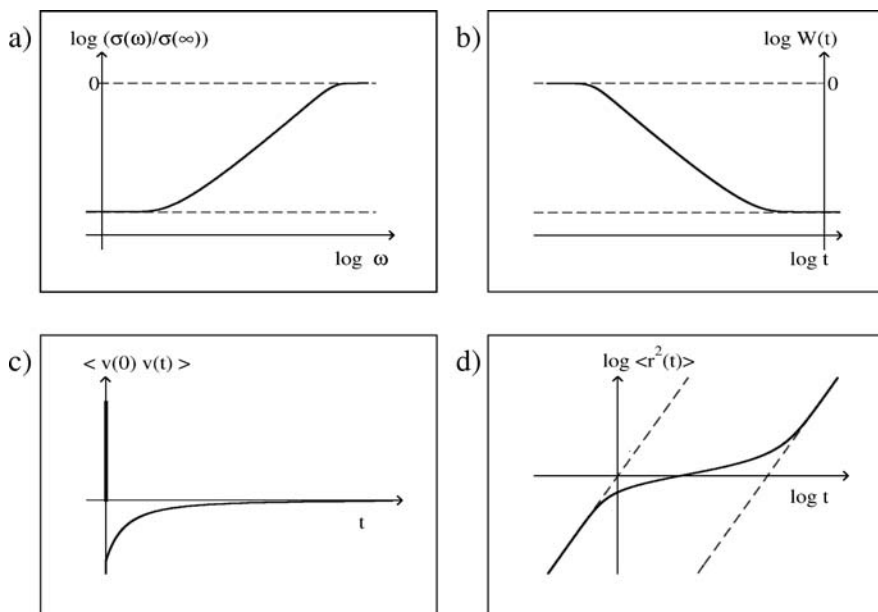 a)
log (σ(ω)/σ(∞))
0
log ω
b)
log W(t)
0
log t
c)
< v(0) v(t) >
t
d)
log <r²(t)>
log t